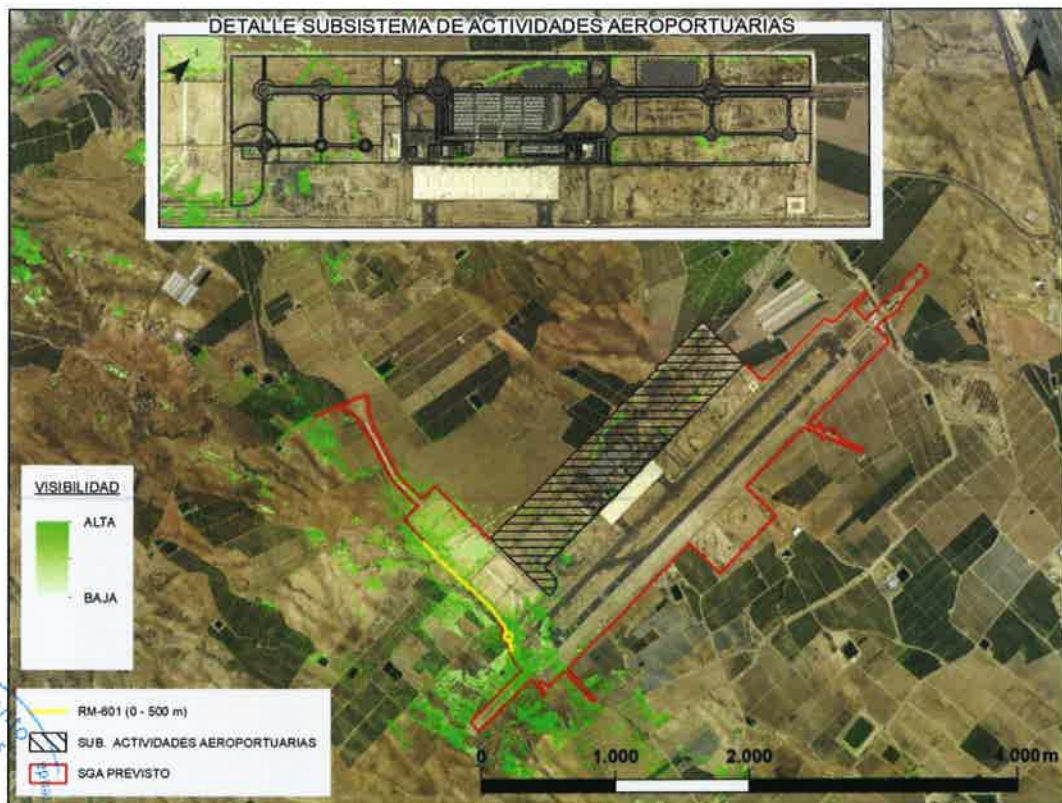 DETALLE SUBSISTEMA DE ACTIVIDADES AEROPORTUARIAS
VISIBILIDAD
ALTA
BAJA
RM-601 (0 - 500 m)
SUB. ACTIVIDADES AEROPORTUARIAS
SGA PREVISTO
0 1.000 2.000 4.000 m